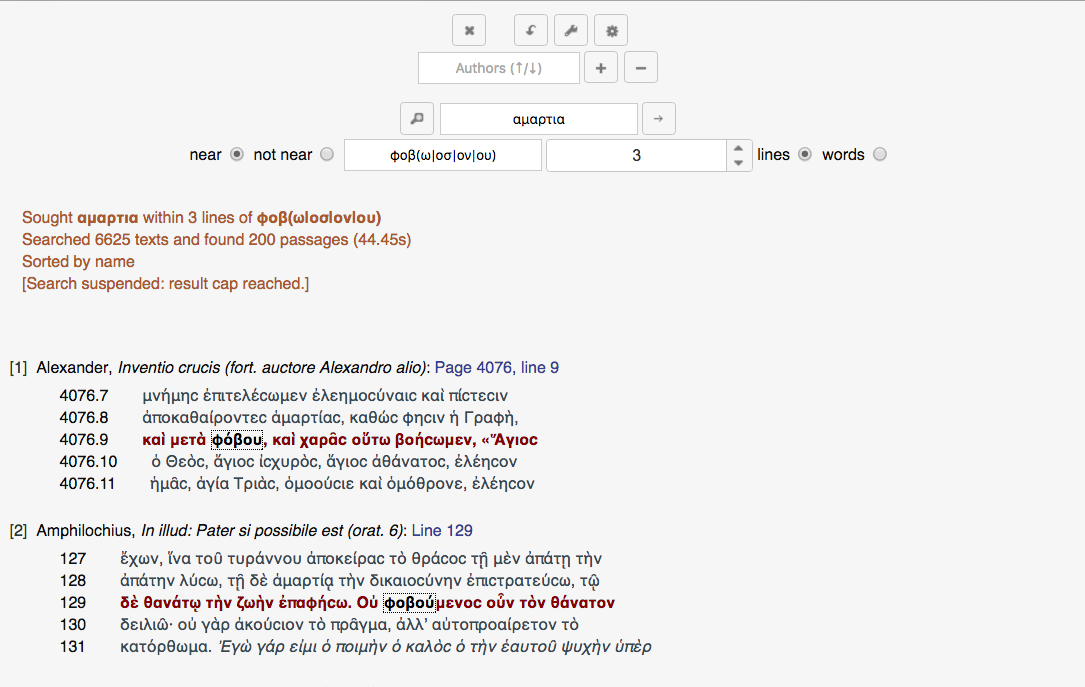 Authors (↑/↓)
+
−
αμαρτια
→
near
not near
φοβ(ω|οσ|ον|ου)
3
lines
words
Sought αμαρτια within 3 lines of φοβ(ω|οσ|ον|ου)
Searched 6625 texts and found 200 passages (44.45s)
Sorted by name
[Search suspended: result cap reached.]
[1] Alexander, Inventio crucis (fort. auctore Alexandro alio): Page 4076, line 9
4076.7 μνήμηϲ ἐπιτελέϲωμεν ἐλεημοϲύναιϲ καὶ πίϲτεϲιν
4076.8 ἀποκαθαίροντεϲ ἁμαρτίαϲ, καθώϲ φηϲιν ἡ Γραφὴ,
4076.9 καὶ μετὰ φόβου, καὶ χαρᾶϲ οὕτω βοήϲωμεν, «Ἅγιοϲ
4076.10 ὁ Θεὸϲ, ἅγιοϲ ἰϲχυρὸϲ, ἅγιοϲ ἀθάνατοϲ, ἐλέηϲον
4076.11 ἡμᾶϲ, ἁγία Τριὰϲ, ὁμοούϲιε καὶ ὁμόθρονε, ἐλέηϲον
[2] Amphilochius, In illud: Pater si possibile est (orat. 6): Line 129
127 ἔχων, ἵνα τοῦ τυράννου ἀποκείραϲ τὸ θράϲοϲ τῇ μὲν ἀπάτῃ τὴν
128 ἀπάτην λύϲω, τῇ δὲ ἁμαρτίᾳ τὴν δικαιοϲύνην ἐπιϲτρατεύϲω, τῷ
129 δὲ θανάτῳ τὴν ζωὴν ἐπαφήϲω. Οὐ φοβούμενοϲ οὖν τὸν θάνατον
130 δειλιῶ· οὐ γὰρ ἀκούϲιον τὸ πρᾶγμα, ἀλλ’ αὐτοπροαίρετον τὸ
131 κατόρθωμα. Ἐγὼ γάρ εἰμι ὁ ποιμὴν ὁ καλὸϲ ὁ τὴν ἑαυτοῦ ψυχὴν ὑπὲρ